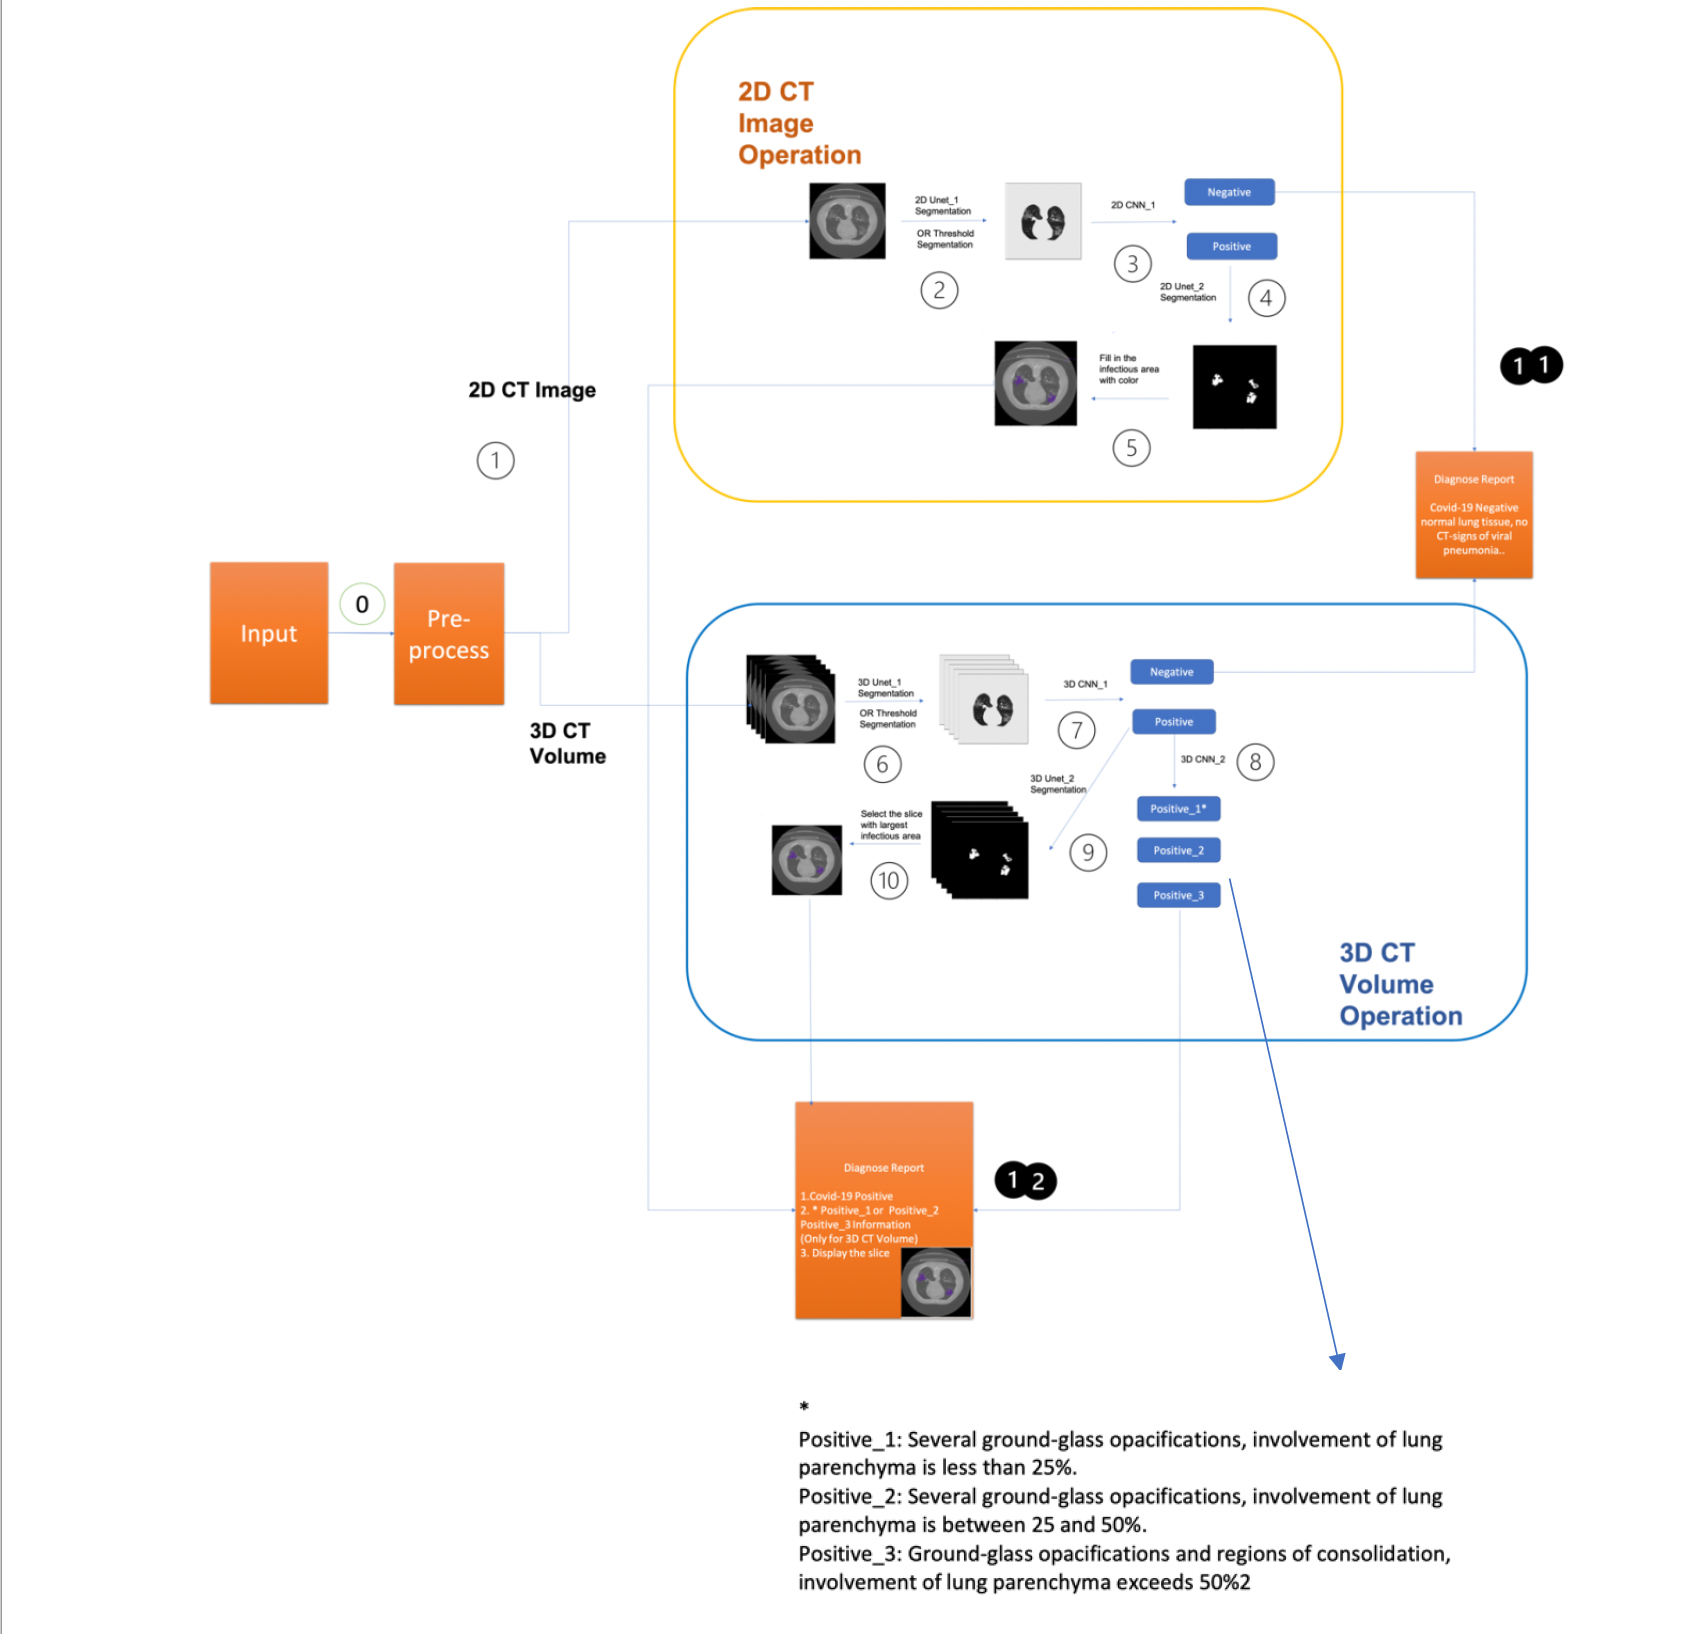 2D CT
Image
Operation
2D Unet_1
Segmentation
OR Threshold
Segmentation
2
2D CNN_1
3
Negative
Positive
2D Unet_2
Segmentation
4
Fill in the
infectious area
with color
5
1 1
2D CT Image
1
Diagnose Report
Covid-19 Negative
normal lung tissue, no
CT-signs of viral
pneumonia..
Input
0
Pre-
process
3D CT
Volume
3D Unet_1
Segmentation
OR Threshold
Segmentation
6
3D CNN_1
7
Negative
Positive
3D CNN_2
8
3D Unet_2
Segmentation
9
Positive_1*
Positive_2
Positive_3
Select the slice
with largest
infectious area
10
3D CT
Volume
Operation
Diagnose Report
1.Covid-19 Positive
2. * Positive_1 or Positive_2
Positive_3 Information
(Only for 3D CT Volume)
3. Display the slice
1 2
*
Positive_1: Several ground-glass opacifications, involvement of lung
parenchyma is less than 25%.
Positive_2: Several ground-glass opacifications, involvement of lung
parenchyma is between 25 and 50%.
Positive_3: Ground-glass opacifications and regions of consolidation,
involvement of lung parenchyma exceeds 50%2